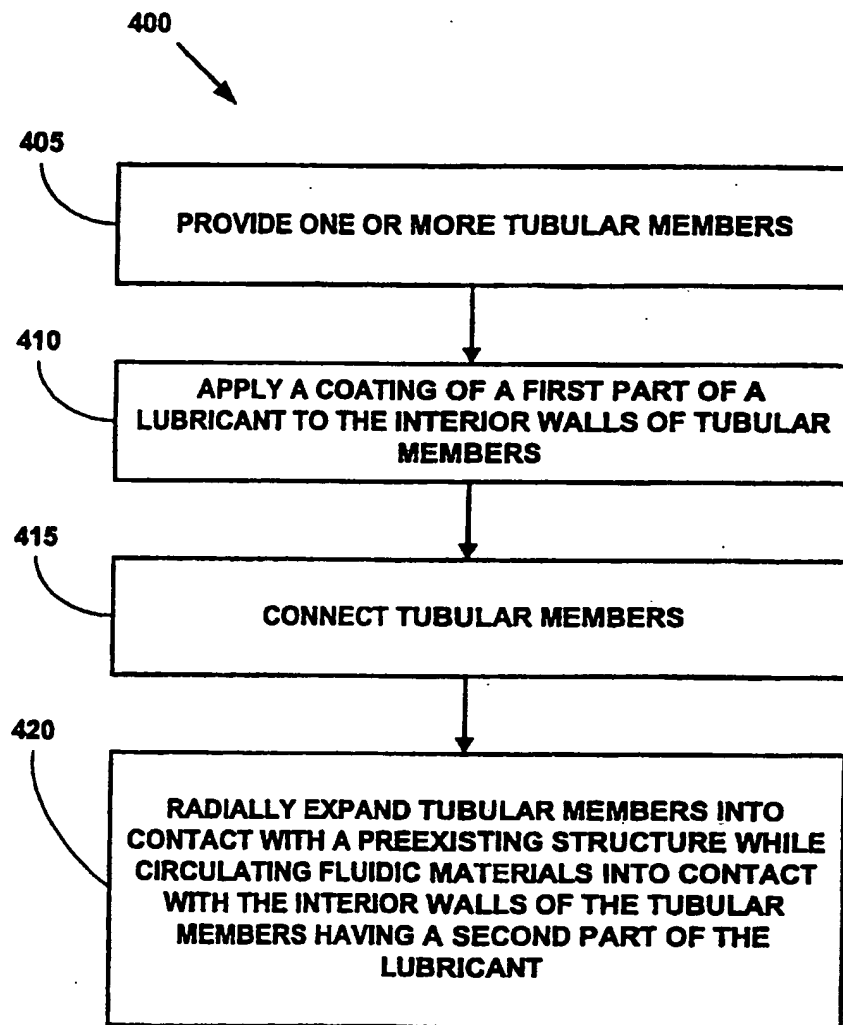 400
405
PROVIDE ONE OR MORE TUBULAR MEMBERS
410
APPLY A COATING OF A FIRST PART OF A
LUBRICANT TO THE INTERIOR WALLS OF TUBULAR
MEMBERS
415
CONNECT TUBULAR MEMBERS
420
RADIALLY EXPAND TUBULAR MEMBERS INTO
CONTACT WITH A PREEXISTING STRUCTURE WHILE
CIRCULATING FLUIDIC MATERIALS INTO CONTACT
WITH THE INTERIOR WALLS OF THE TUBULAR
MEMBERS HAVING A SECOND PART OF THE
LUBRICANT